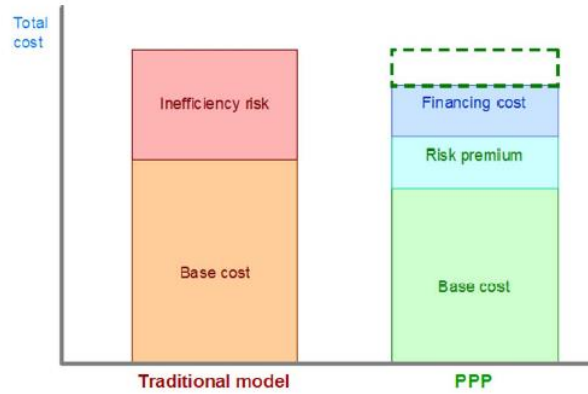 Total
cost
Inefficiency risk
Base cost
Financing cost
Risk premium
Base cost
Traditional model
PPP